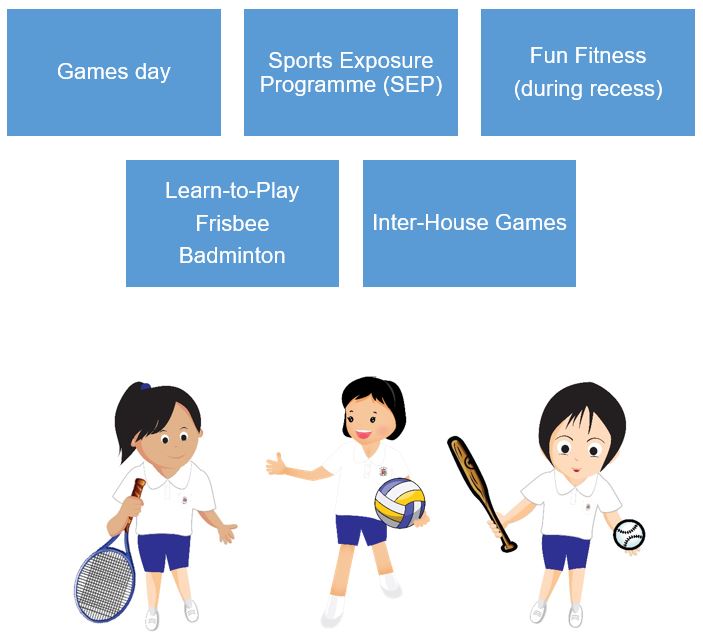 Games day
Sports Exposure
Programme (SEP)
Fun Fitness
(during recess)
Learn-to-Play
Frisbee
Badminton
Inter-House Games